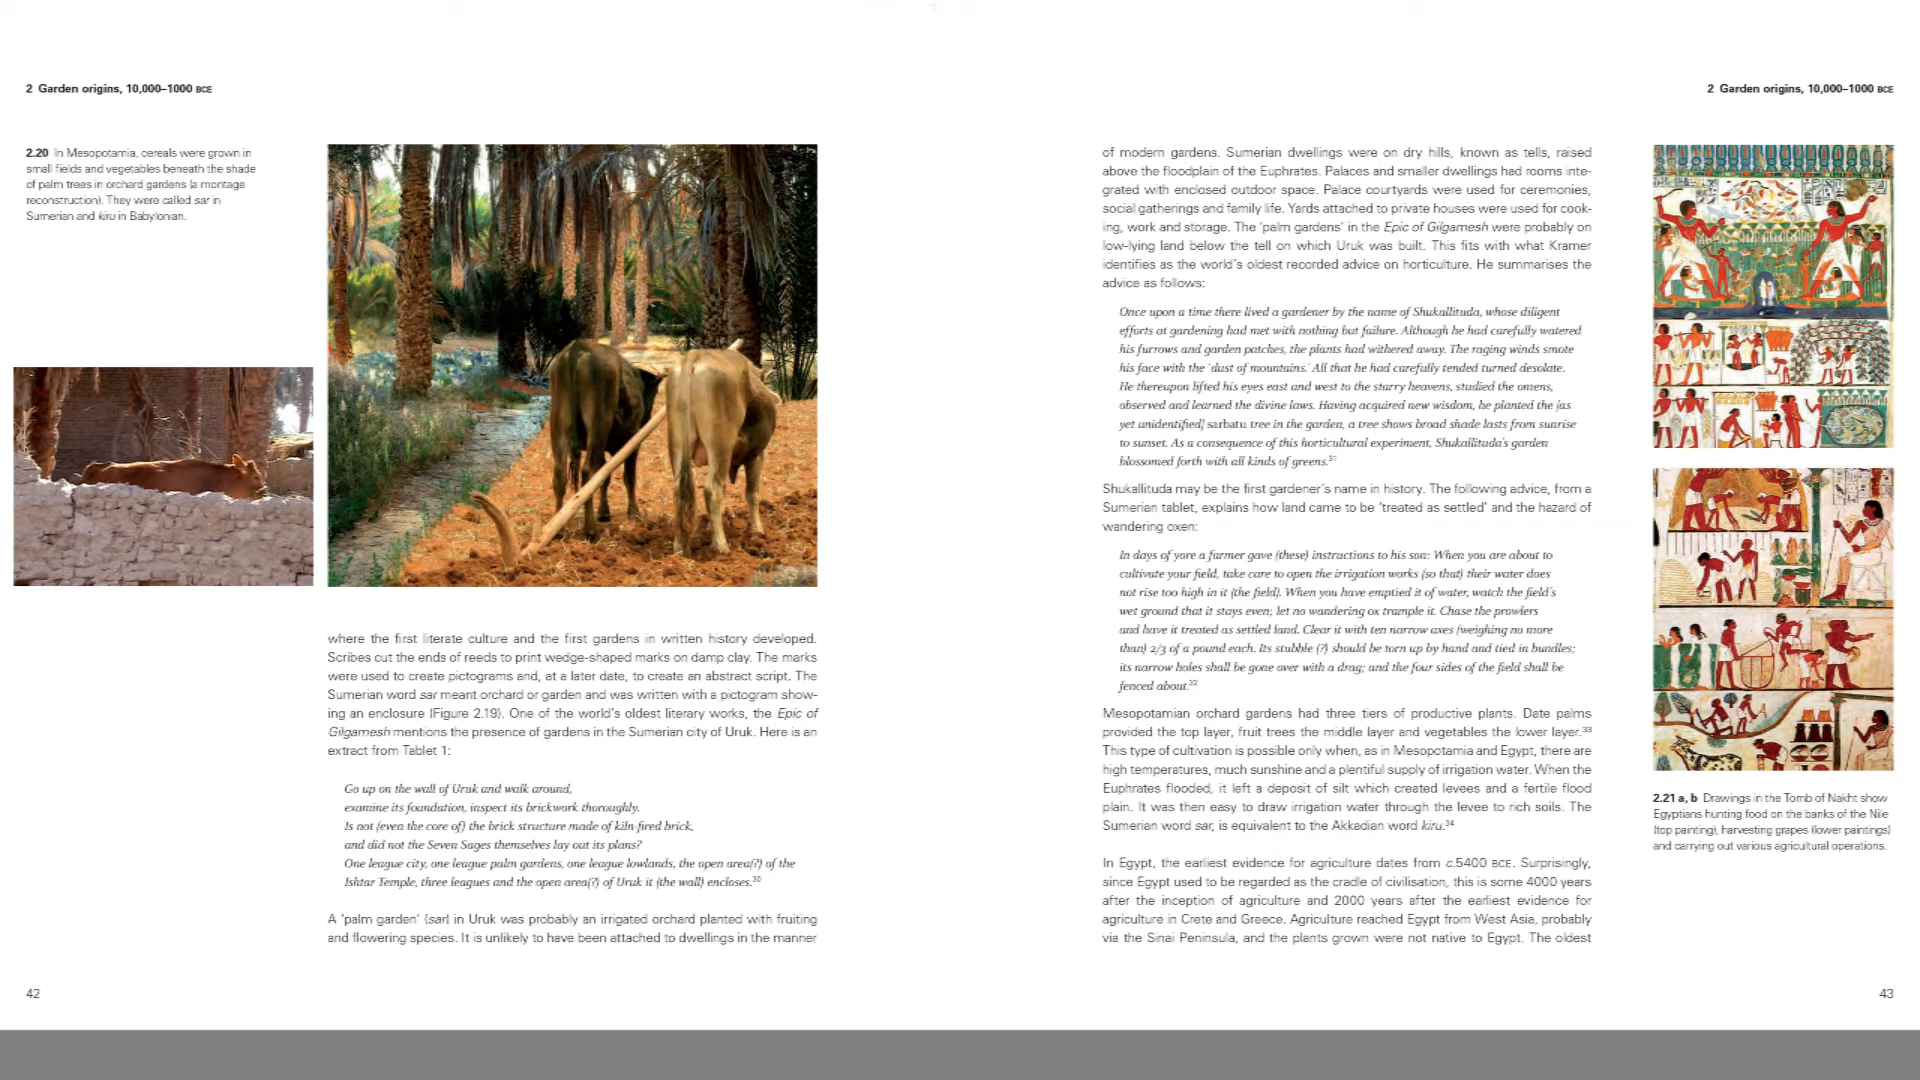 2 Garden origins, 10,000–1000 BCE
2.20 In Mesopotamia, cereals were grown in
small fields and vegetables beneath the shade
of palm trees in orchard gardens (a montage
reconstruction). They were called sar in
Sumerian and kiru in Babylonian.
where the first literate culture and the first gardens in written history developed.
Scribes cut the ends of reeds to print wedge-shaped marks on damp clay. The marks
were used to create pictograms and, at a later date, to create an abstract script. The
Sumerian word sar meant orchard or garden and was written with a pictogram show-
ing an enclosure (Figure 2.19). One of the world's oldest literary works, the Epic of
Gilgamesh mentions the presence of gardens in the Sumerian city of Uruk. Here is an
extract from Tablet 1:
Go up on the wall of Uruk and walk around,
examine its foundation, inspect its brickwork thoroughly.
Is not (even the core of) the brick structure made of kiln-fired brick,
and did not the Seven Sages themselves lay out its plans?
One league city, one league palm gardens, one league lowlands, the open area(?) of the
Ishtar Temple, three leagues and the open area(?) of Uruk it (the wall) encloses.30
A 'palm garden' (sar) in Uruk was probably an irrigated orchard planted with fruiting
and flowering species. It is unlikely to have been attached to dwellings in the manner
42
2 Garden origins, 10,000–1000 BCE
of modern gardens. Sumerian dwellings were on dry hills, known as tells, raised
above the floodplain of the Euphrates. Palaces and smaller dwellings had rooms inte-
grated with enclosed outdoor space. Palace courtyards were used for ceremonies,
social gatherings and family life. Yards attached to private houses were used for cook-
ing, work and storage. The 'palm gardens' in the Epic of Gilgamesh were probably on
low-lying land below the tell on which Uruk was built. This fits with what Kramer
identifies as the world's oldest recorded advice on horticulture. He summarises the
advice as follows:
Once upon a time there lived a gardener by the name of Shukallituda, whose diligent
efforts at gardening had met with nothing but failure. Although he had carefully watered
his furrows and garden patches, the plants had withered away. The raging winds smote
his face with the 'dust of mountains.' All that he had carefully tended turned desolate.
He thereupon lifted his eyes east and west to the starry heavens, studied the omens,
observed and learned the divine laws. Having acquired new wisdom, he planted the [as
yet unidentified] sarbatu tree in the garden, a tree shows broad shade lasts from sunrise
to sunset. As a consequence of this horticultural experiment, Shukallituda's garden
blossomed forth with all kinds of greens.31
Shukallituda may be the first gardener's name in history. The following advice, from a
Sumerian tablet, explains how land came to be 'treated as settled' and the hazard of
wandering oxen:
In days of yore a farmer gave (these) instructions to his son: When you are about to
cultivate your field, take care to open the irrigation works (so that) their water does
not rise too high in it (the field). When you have emptied it of water, watch the field's
wet ground that it stays even; let no wandering ox trample it. Chase the prowlers
and have it treated as settled land. Clear it with ten narrow axes (weighing no more
than) 2/3 of a pound each. Its stubble (?) should be torn up by hand and tied in bundles;
its narrow holes shall be gone over with a drag; and the four sides of the field shall be
fenced about.32
Mesopotamian orchard gardens had three tiers of productive plants. Date palms
provided the top layer, fruit trees the middle layer and vegetables the lower layer.33
This type of cultivation is possible only when, as in Mesopotamia and Egypt, there are
high temperatures, much sunshine and a plentiful supply of irrigation water. When the
Euphrates flooded, it left a deposit of silt which created levees and a fertile flood
plain. It was then easy to draw irrigation water through the levee to rich soils. The
Sumerian word sar, is equivalent to the Akkadian word kiru.34
In Egypt, the earliest evidence for agriculture dates from c.5400 BCE. Surprisingly,
since Egypt used to be regarded as the cradle of civilisation, this is some 4000 years
after the inception of agriculture and 2000 years after the earliest evidence for
agriculture in Crete and Greece. Agriculture reached Egypt from West Asia, probably
via the Sinai Peninsula, and the plants grown were not native to Egypt. The oldest
2.21 a, b Drawings in the Tomb of Nakht show
Egyptians hunting food on the banks of the Nile
(top painting), harvesting grapes (lower paintings)
and carrying out various agricultural operations.
43